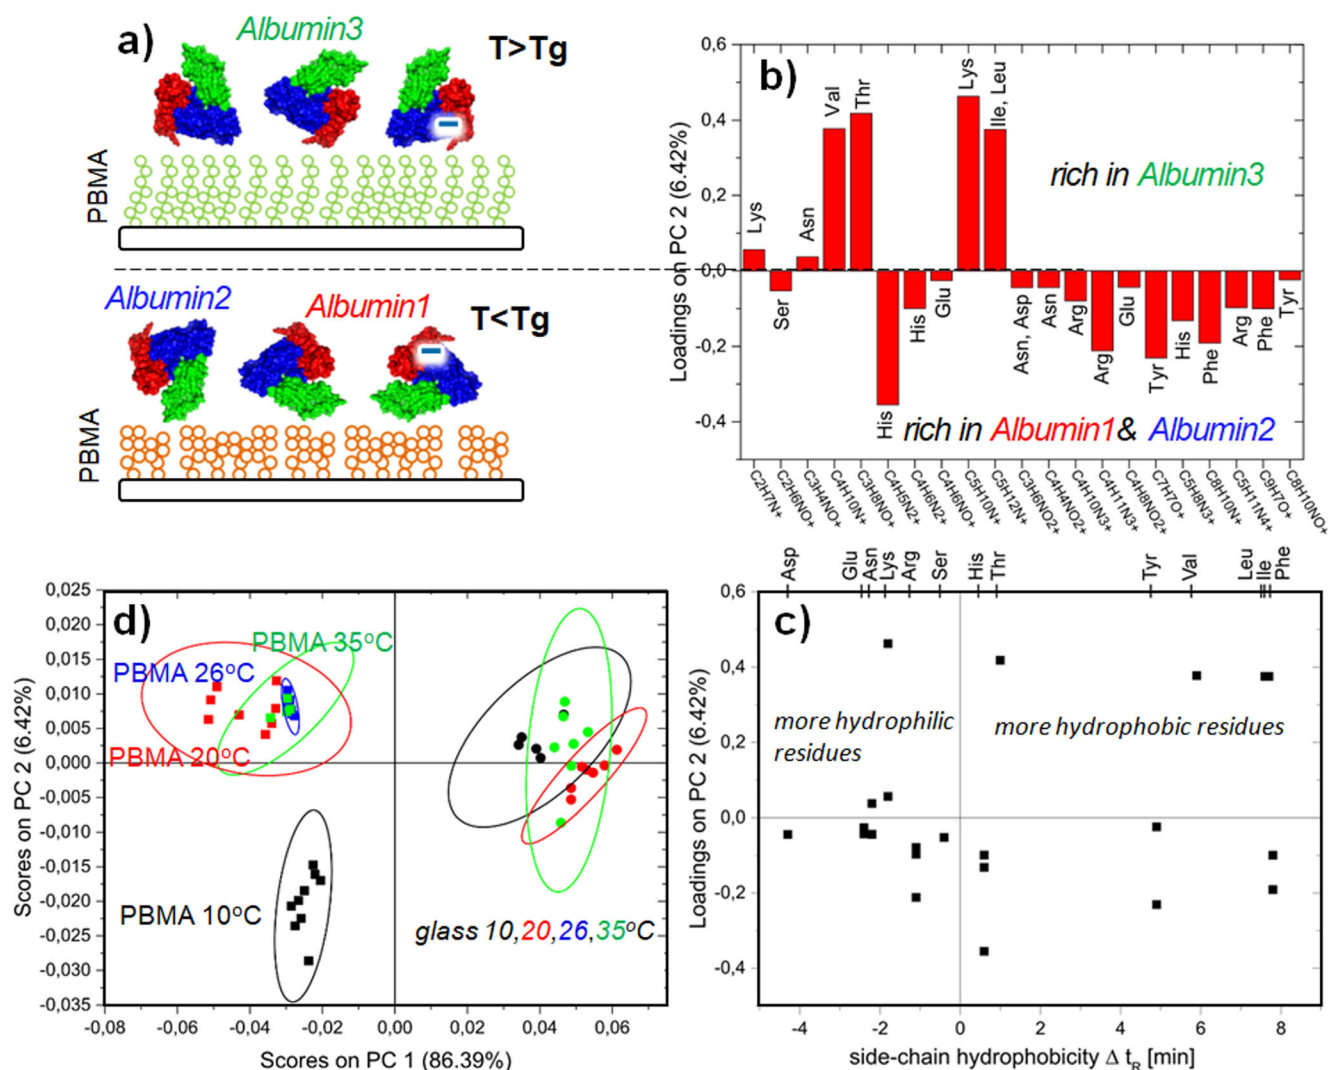 a)
Albumin3
T>Tg
PBMA
Albumin2
Albumin1
T<Tg
PBMA
b)
0,6
0,4
0,2
0,0
-0,2
-0,4
Loadings on PC 2 (6.42%)
Lys
Ser
Asn
Val
Thr
His
His
Glu
Lys
Ile, Leu
Asn, Asp
Asn
Arg
Arg
Glu
Tyr
His
Phe
Arg
Phe
Tyr
rich in Albumin3
rich in Albumin1& Albumin2
C2H7N+
C2H6NO+
C3H4NO+
C4H10N+
C3H8NO+
C4H5N2+
C4H6N2+
C4H6NO+
C5H10N+
C5H12N+
C3H6NO2+
C4H4NO2+
C4H10N3+
C4H11N3+
C4H8NO2+
C7H7O+
C5H8N3+
C8H10N+
C5H11N4+
C9H7O+
C8H10NO+
d)
0,025
0,020
0,015
0,010
0,005
0,000
-0,005
-0,010
-0,015
-0,020
-0,025
-0,030
-0,035
Scores on PC 2 (6.42%)
PBMA 35°C
PBMA 26°C
PBMA 20°C
PBMA 10°C
glass 10,20,26,35°C
-0,08
-0,06
-0,04
-0,02
0,00
0,02
0,04
0,06
Scores on PC 1 (86.39%)
Asp
Glu
Asn
Lys
Arg
Ser
His
Thr
Tyr
Val
Leu
Ile
Phe
c)
0,6
0,4
0,2
0,0
-0,2
-0,4
Loadings on PC 2 (6.42%)
more hydrophilic
residues
more hydrophobic residues
-4
-2
0
2
4
6
8
side-chain hydrophobicity Δ tR [min]